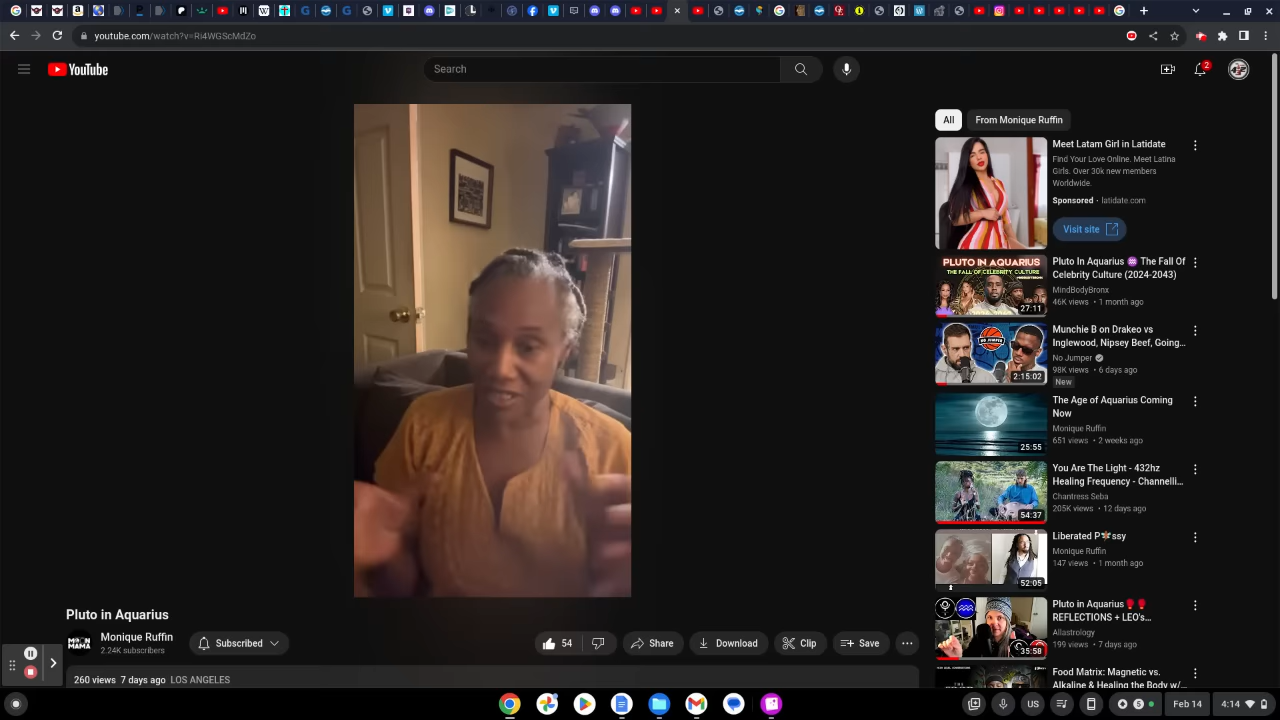 youtube.com/watch?v=Ri4WGScMdZo
YouTube
Search
2
All
From Monique Ruffin
Meet Latam Girl in Latidate
Find Your Love Online. Meet Latina
Girls. Over 30k new members
Worldwide.
Sponsored · latidate.com
Visit site
PLUTO IN AQUARIUS
THE FALL OF CELEBRITY CULTURE
27:11
Pluto In Aquarius ♒ The Fall Of
Celebrity Culture (2024-2043)
MindBodyBronx
46K views • 1 month ago
NO JUMPER
2:15:02
Munchie B on Drakeo vs
Inglewood, Nipsey Beef, Going...
No Jumper
98K views • 6 days ago
New
25:55
The Age of Aquarius Coming
Now
Monique Ruffin
651 views • 2 weeks ago
54:37
You Are The Light - 432hz
Healing Frequency - Channelli...
Chantress Seba
205K views • 12 days ago
52:05
Liberated P🧚ssy
Monique Ruffin
147 views • 1 month ago
35:58
Pluto in Aquarius🌹🌹
REFLECTIONS + LEO's...
Allastrology
199 views • 7 days ago
Food Matrix: Magnetic vs.
Alkaline & Healing the Body w/...
Pluto in Aquarius
MOON
MAMA
Monique Ruffin
2.24K subscribers
Subscribed
54
Share
Download
Clip
Save
260 views 7 days ago LOS ANGELES
US
5
Feb 14
4:14